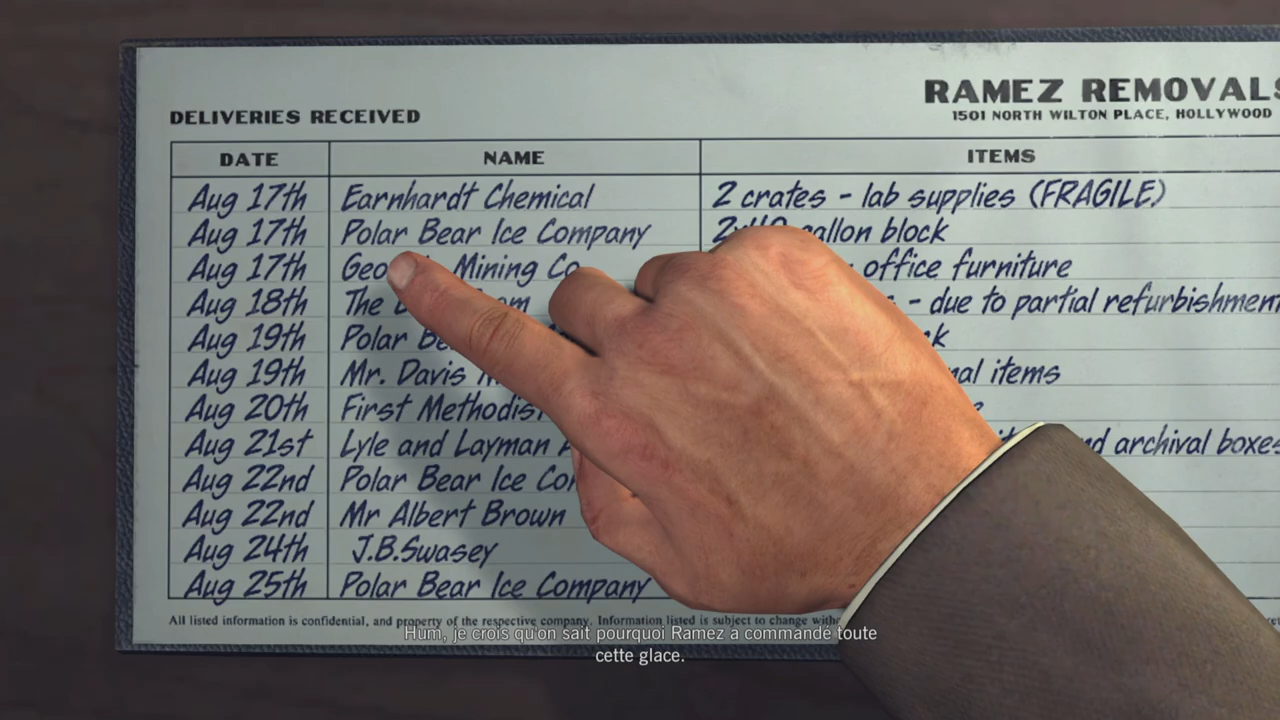 RAMEZ REMOVALS
1501 NORTH WILTON PLACE, HOLLYWOOD
DELIVERIES RECEIVED
DATE NAME ITEMS
Aug 17th Earnhardt Chemical 2 crates - lab supplies (FRAGILE)
Aug 17th Polar Bear Ice Company block
Aug 17th Mining Co office furniture
Aug 18th The - due to partial refurbishment
Aug 19th Polar
Aug 19th Mr. Davis items
Aug 20th First Methodist
Aug 21st Lyle and Layman archival boxes
Aug 22nd Polar Bear Ice
Aug 22nd Mr Albert Brown
Aug 24th J.B.Swasey
Aug 25th Polar Bear Ice Company
All listed information is confidential, and property of the respective company. Information listed is subject to change
Hum, je crois qu'on sait pourquoi Ramez a commandé toute
cette glace.